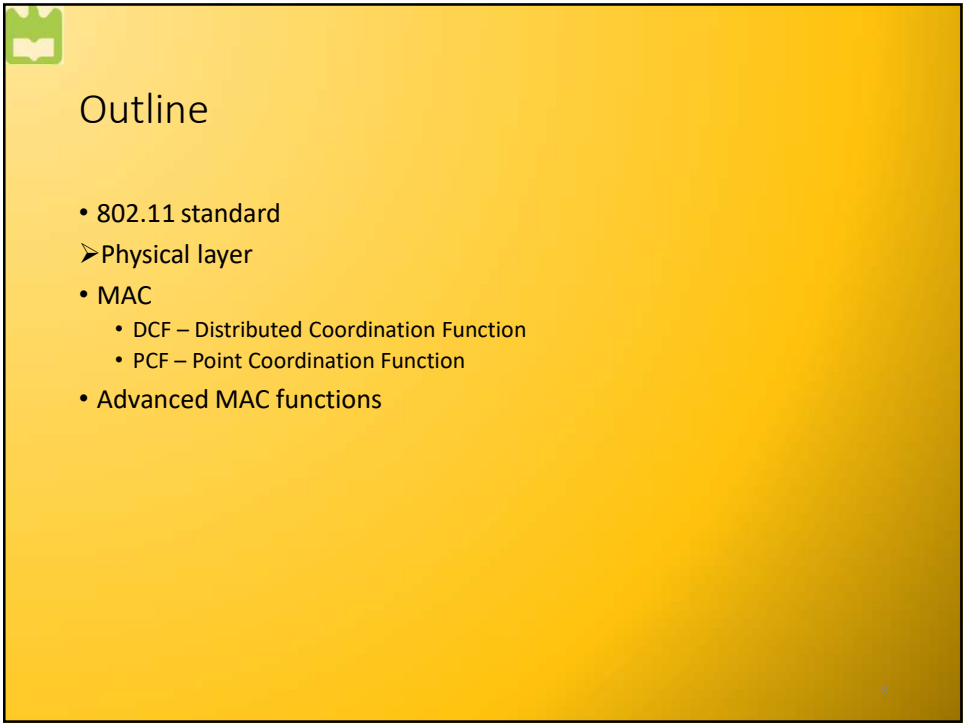 Outline
• 802.11 standard
➢Physical layer
• MAC
• DCF – Distributed Coordination Function
• PCF – Point Coordination Function
• Advanced MAC functions